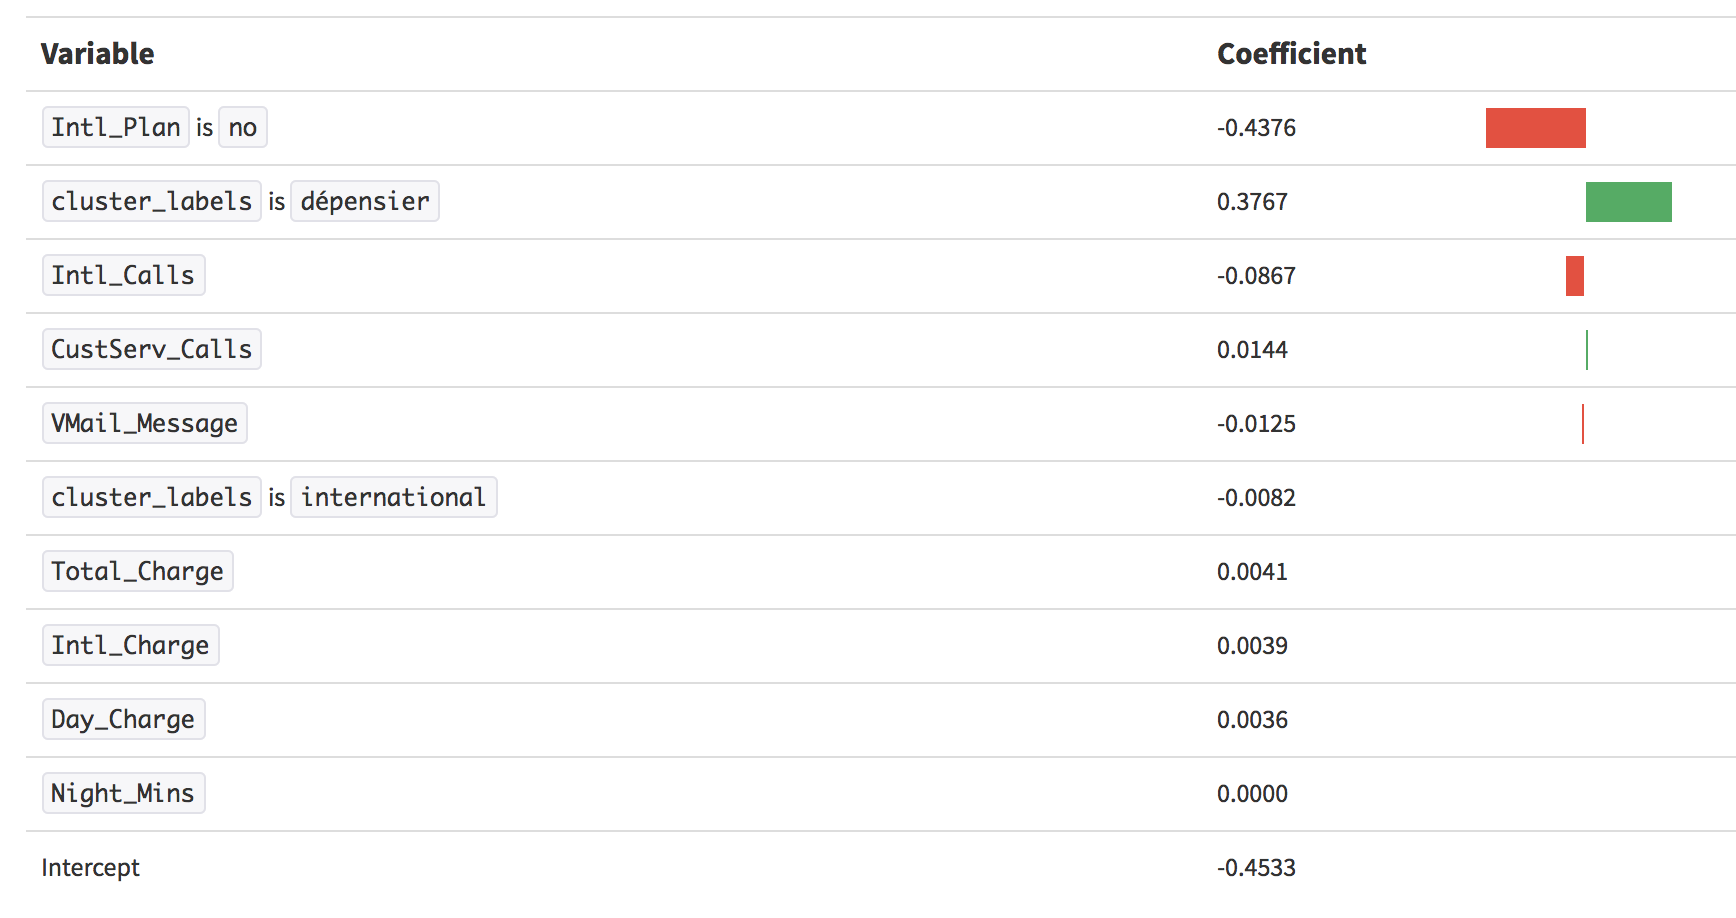 Variable Coefficient
Intl_Plan is no -0.4376
cluster_labels is dépensier 0.3767
Intl_Calls -0.0867
CustServ_Calls 0.0144
VMail_Message -0.0125
cluster_labels is international -0.0082
Total_Charge 0.0041
Intl_Charge 0.0039
Day_Charge 0.0036
Night_Mins 0.0000
Intercept -0.4533